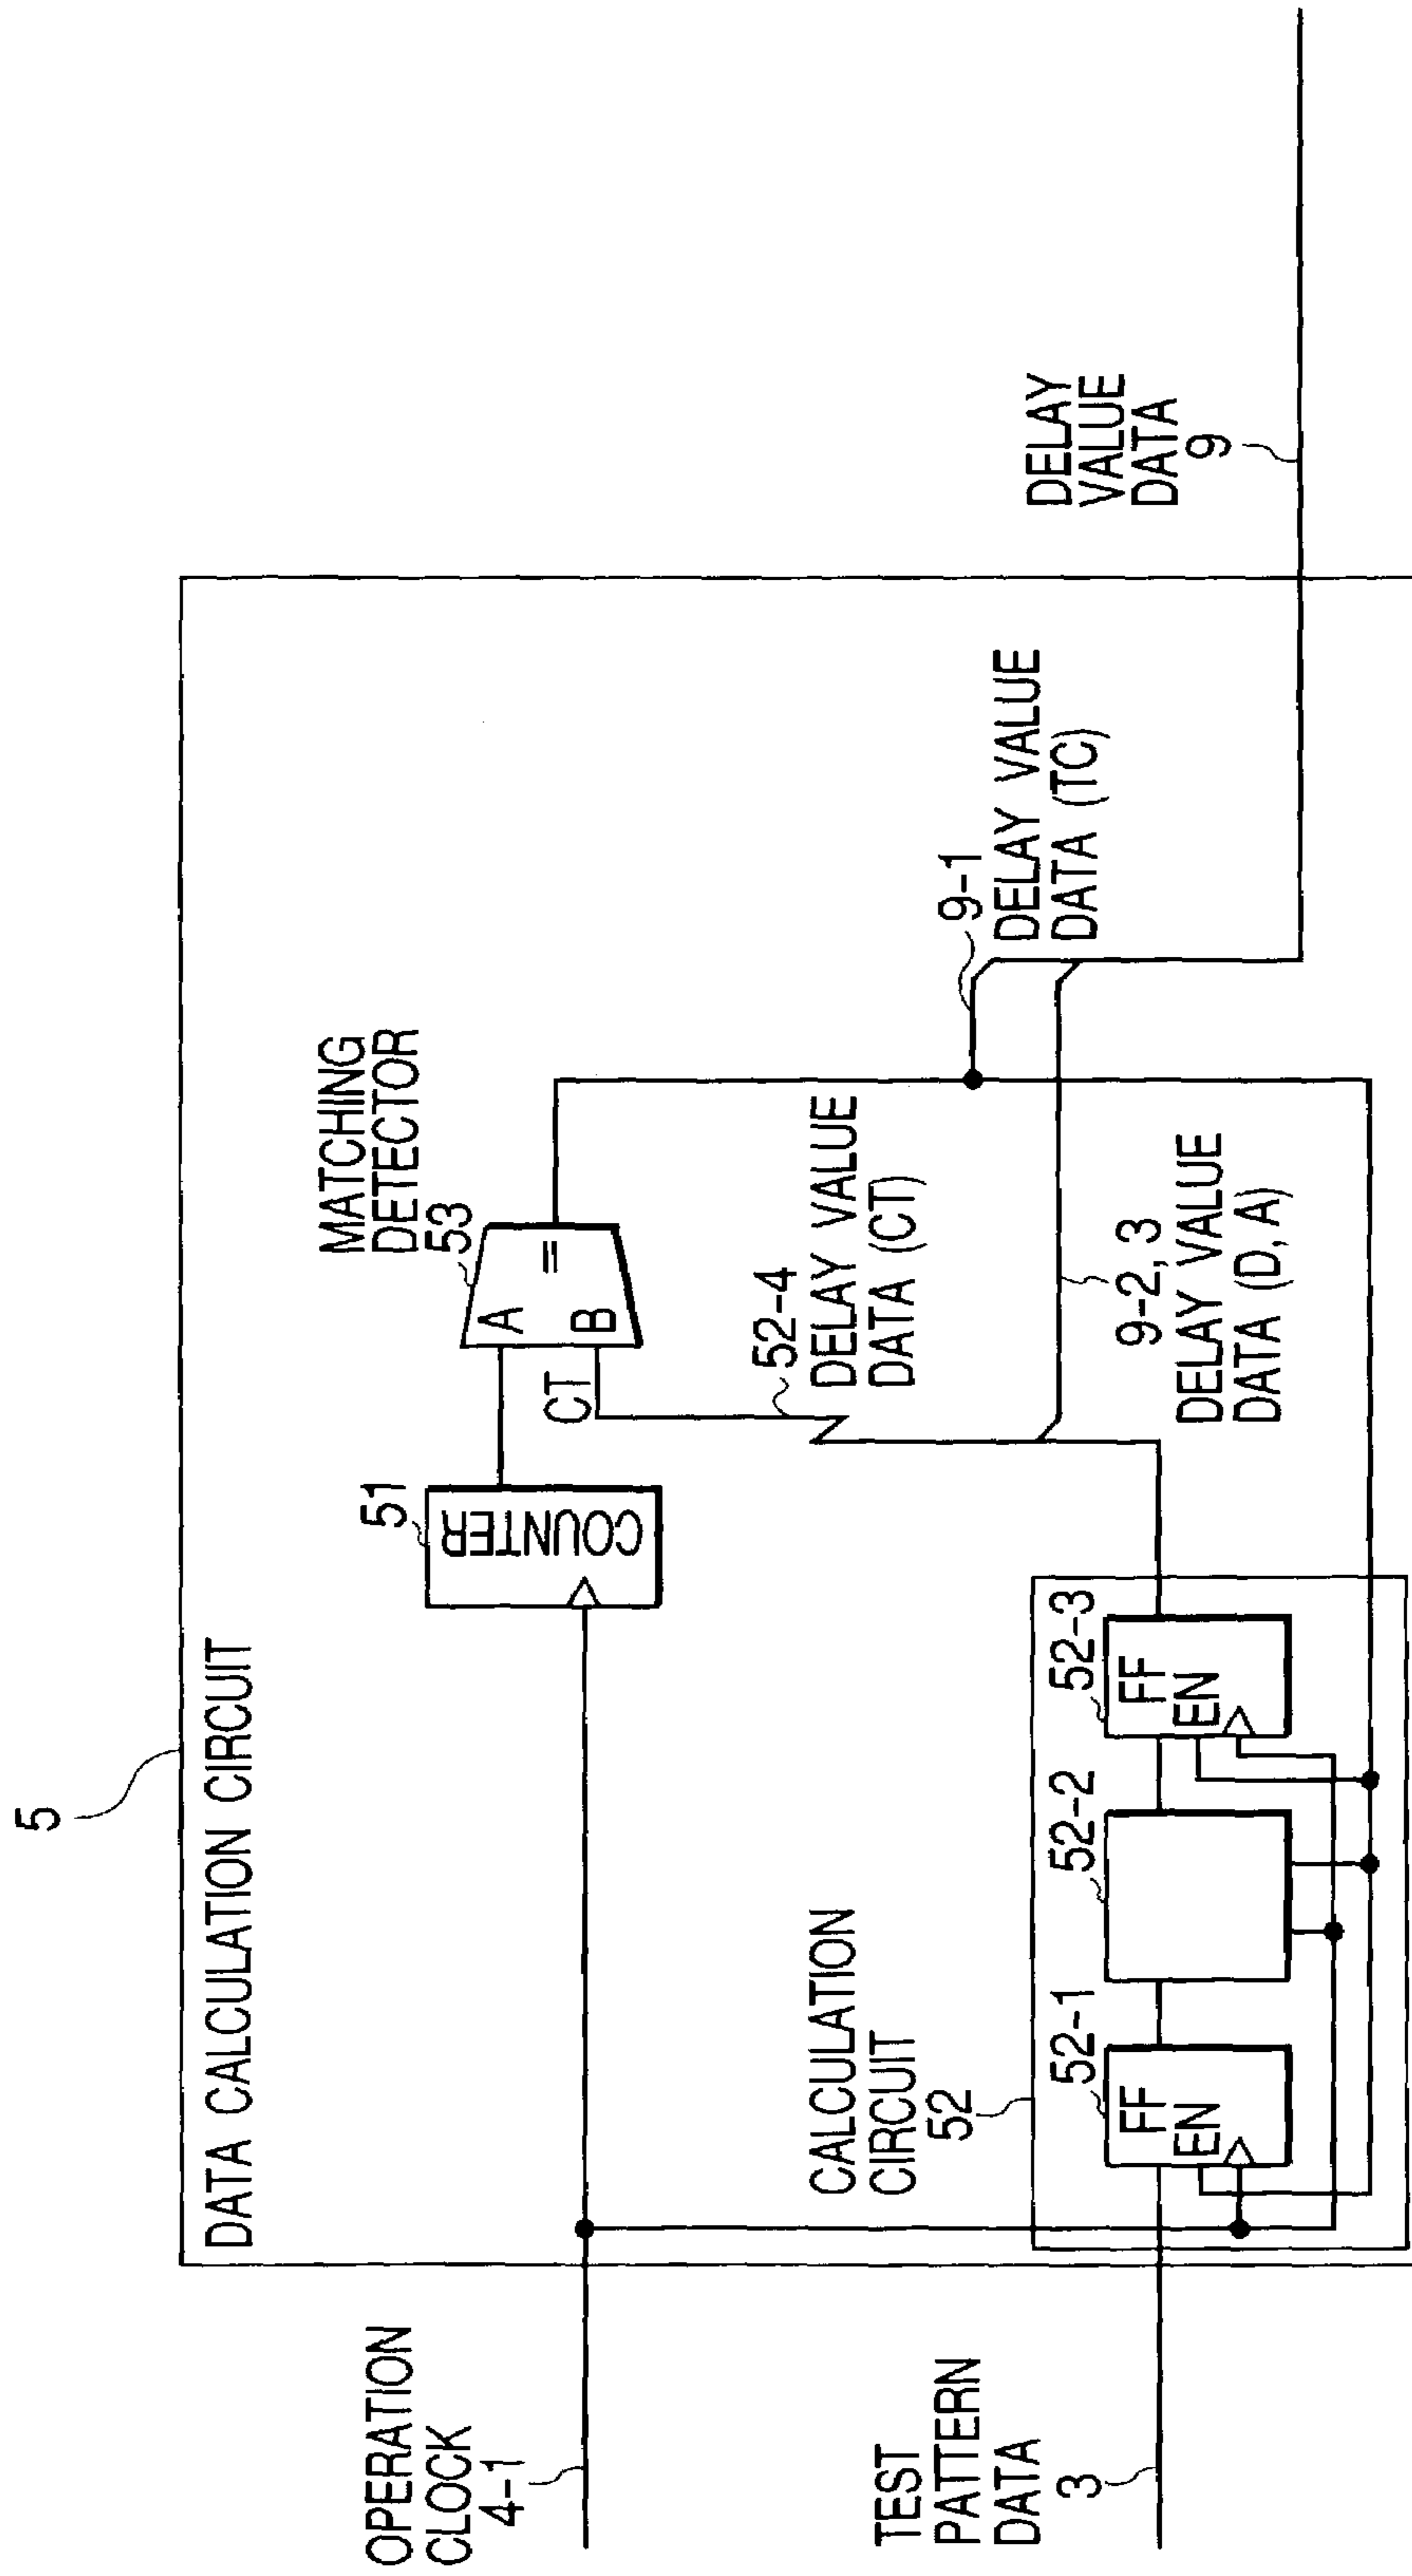 5
DATA CALCULATION CIRCUIT
OPERATION
CLOCK
4-1
COUNTER
51
MATCHING
DETECTOR
53
A
B
=
CT
52-4
DELAY VALUE
DATA (CT)
9-1
DELAY VALUE
DATA (TC)
9-2, 3
DELAY VALUE
DATA (D, A)
DELAY
VALUE
DATA
9
TEST
PATTERN
DATA
3
CALCULATION
CIRCUIT
52
52-1
FF
EN
52-2
52-3
FF
EN